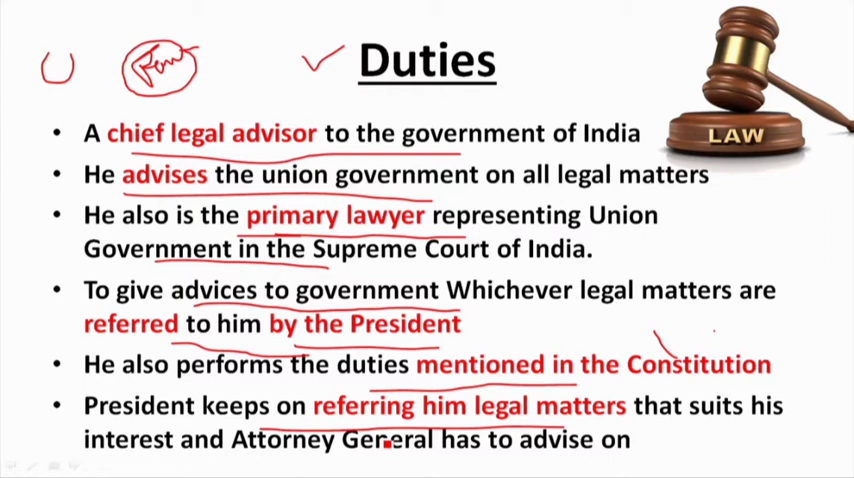 Duties
LAW
• A chief legal advisor to the government of India
• He advises the union government on all legal matters
• He also is the primary lawyer representing Union
Government in the Supreme Court of India.
• To give advices to government Whichever legal matters are
referred to him by the President
• He also performs the duties mentioned in the Constitution
• President keeps on referring him legal matters that suits his
interest and Attorney General has to advise on